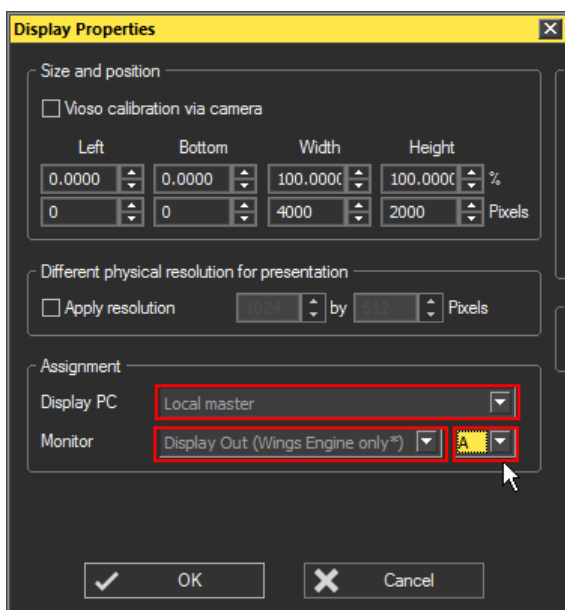 Display Properties
Size and position
Vioso calibration via camera
Left Bottom Width Height
0.0000 0.0000 100.000( 100.000( %
0 0 4000 2000 Pixels
Different physical resolution for presentation
Apply resolution 1024 by 512 Pixels
Assignment
Display PC Local master
Monitor Display Out (Wings Engine only*) A
OK Cancel